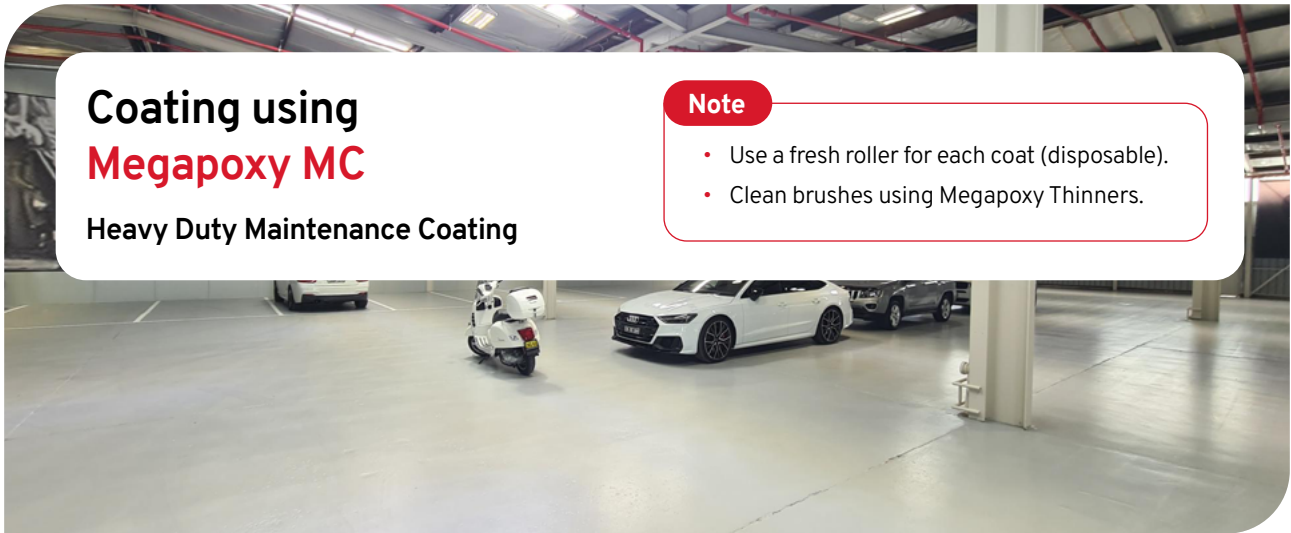 Coating using
Megapoxy MC
Heavy Duty Maintenance Coating
Note
• Use a fresh roller for each coat (disposable).
• Clean brushes using Megapoxy Thinners.